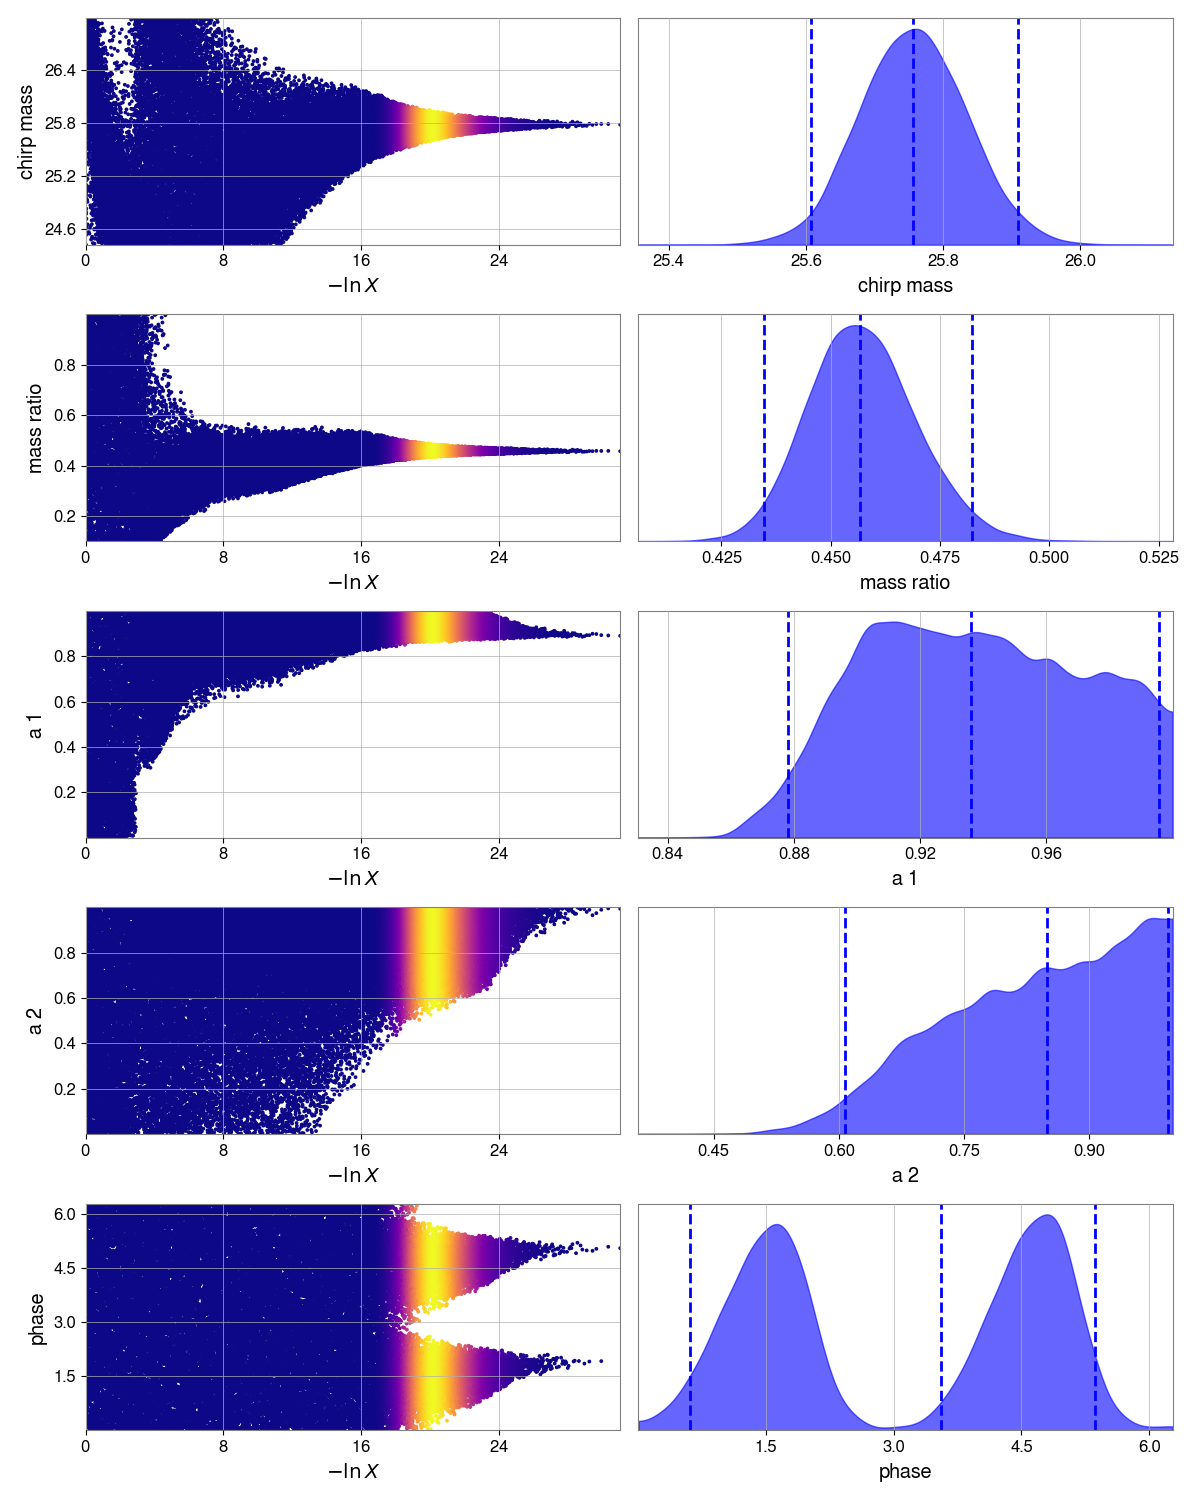 26.4
25.8
25.2
24.6
chirp mass
0 8 16 24
−ln X
25.4 25.6 25.8 26.0
chirp mass
0.8
0.6
0.4
0.2
mass ratio
0 8 16 24
−ln X
0.425 0.450 0.475 0.500 0.525
mass ratio
0.8
0.6
0.4
0.2
a 1
0 8 16 24
−ln X
0.84 0.88 0.92 0.96
a 1
0.8
0.6
0.4
0.2
a 2
0 8 16 24
−ln X
0.45 0.60 0.75 0.90
a 2
6.0
4.5
3.0
1.5
phase
0 8 16 24
−ln X
1.5 3.0 4.5 6.0
phase